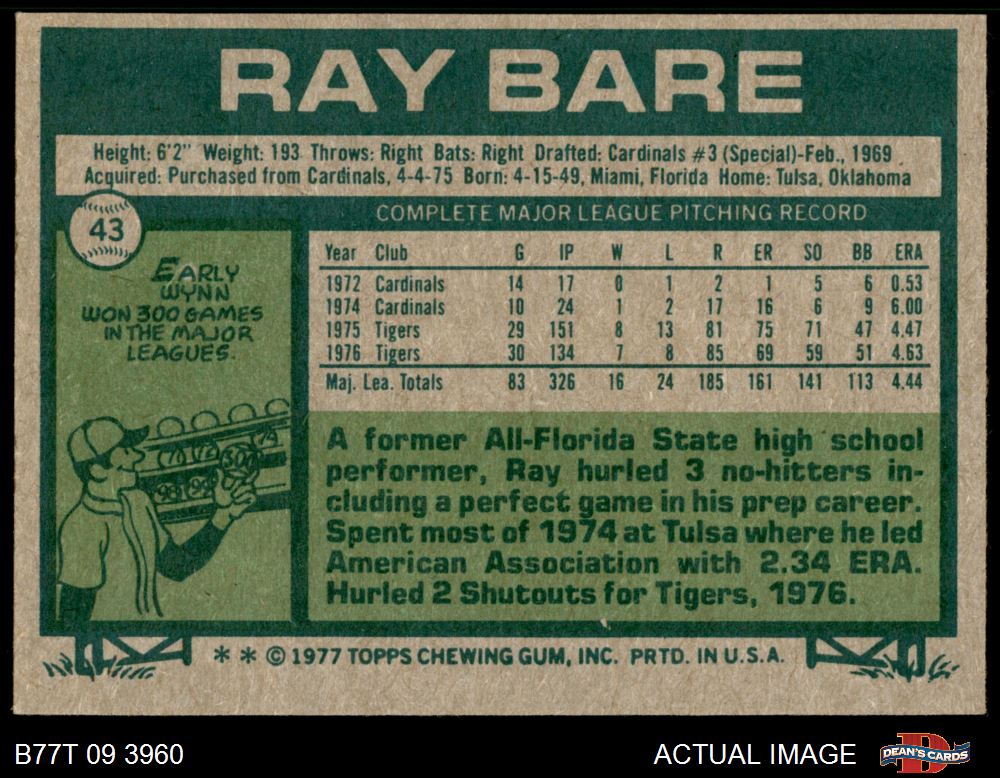 RAY BARE
Height: 6'2" Weight: 193 Throws: Right Bats: Right Drafted: Cardinals #3 (Special)-Feb., 1969
Acquired: Purchased from Cardinals, 4-4-75 Born: 4-15-49, Miami, Florida Home: Tulsa, Oklahoma
43
EARLY
WYNN
WON 300 GAMES
IN THE MAJOR
LEAGUES.
COMPLETE MAJOR LEAGUE PITCHING RECORD
Year Club G IP W L R ER SO BB ERA
1972 Cardinals 14 17 0 1 2 1 5 6 0.53
1974 Cardinals 10 24 1 2 17 16 6 9 6.00
1975 Tigers 29 151 8 13 81 75 71 47 4.47
1976 Tigers 30 134 7 8 85 69 59 51 4.63
Maj. Lea. Totals 83 326 16 24 185 161 141 113 4.44
A former All-Florida State high school
performer, Ray hurled 3 no-hitters in-
cluding a perfect game in his prep career.
Spent most of 1974 at Tulsa where he led
American Association with 2.34 ERA.
Hurled 2 Shutouts for Tigers, 1976.
300
* * © 1977 TOPPS CHEWING GUM, INC. PRTD. IN U.S.A.
B77T 09 3960
ACTUAL IMAGE
DEAN'S CARDS